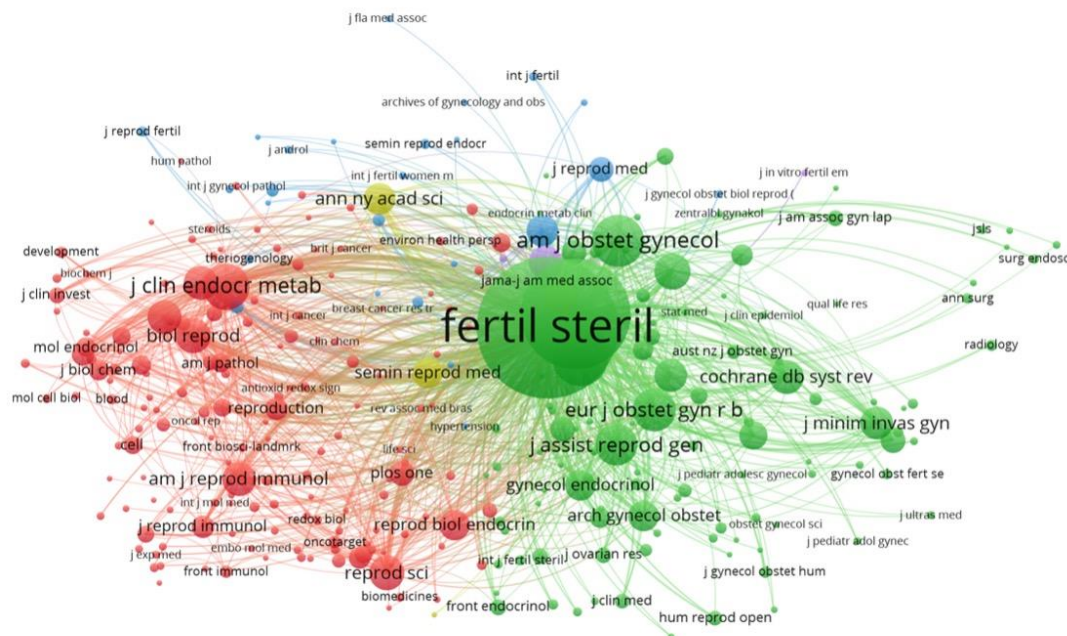 j fla med assoc
int j fertil
archives of gynecology and obs
j reprod fertil
j androl
semin reprod endocr
hum pathol
j reprod med
j in vitro fertil em
int j fertil women m
int j gynecol pathol
ann ny acad sci
j gynecol obstet biol reprod (
endocrin metab clin
zentralbl gynakol
j am assoc gyn lap
steroids
jsls
environ health persp
am j obstet gynecol
brit j cancer
development
theriogenology
surg endosc
biochem j
jama-j am med assoc
j clin endocr metab
j clin invest
ann surg
qual life res
breast cancer res tr
stat med
int j cancer
j clin epidemiol
fertil steril
biol reprod
clin chem
mol endocrinol
radiology
aust nz j obstet gyn
am j pathol
j biol chem
semin reprod med
cochrane db syst rev
antioxid redox sign
mol cell biol
blood
reproduction
rev assoc med bras
eur j obstet gyn r b
oncol rep
hypertension
j minim invas gyn
cell
front biosci-landmrk
life sci
j assist reprod gen
plos one
j pediatr adolesc gynecol
gynecol obst fert se
am j reprod immunol
gynecol endocrinol
int j mol med
j ultras med
redox biol
arch gynecol obstet
j reprod immunol
reprod biol endocrin
obstet gynecol sci
oncotarget
j pediatr adol gynec
embo mol med
j exp med
j ovarian res
int j fertil steril
front immunol
reprod sci
j gynecol obstet hum
biomedicines
j clin med
front endocrinol
hum reprod open